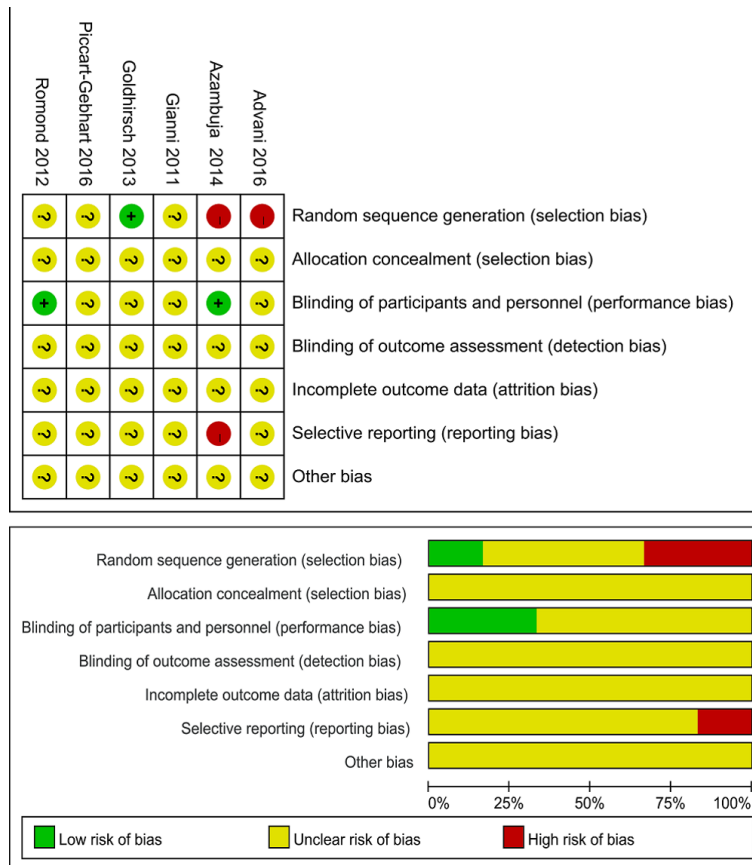 Romond 2012
Piccart-Gebhart 2016
Goldhirsch 2013
Gianni 2011
Azambuja 2014
Advani 2016
? ? + ? – – Random sequence generation (selection bias)
? ? ? ? ? ? Allocation concealment (selection bias)
+ ? ? ? + ? Blinding of participants and personnel (performance bias)
? ? ? ? ? ? Blinding of outcome assessment (detection bias)
? ? ? ? ? ? Incomplete outcome data (attrition bias)
? ? ? ? – ? Selective reporting (reporting bias)
? ? ? ? ? ? Other bias
Random sequence generation (selection bias)
Allocation concealment (selection bias)
Blinding of participants and personnel (performance bias)
Blinding of outcome assessment (detection bias)
Incomplete outcome data (attrition bias)
Selective reporting (reporting bias)
Other bias
0% 25% 50% 75% 100%
Low risk of bias Unclear risk of bias High risk of bias